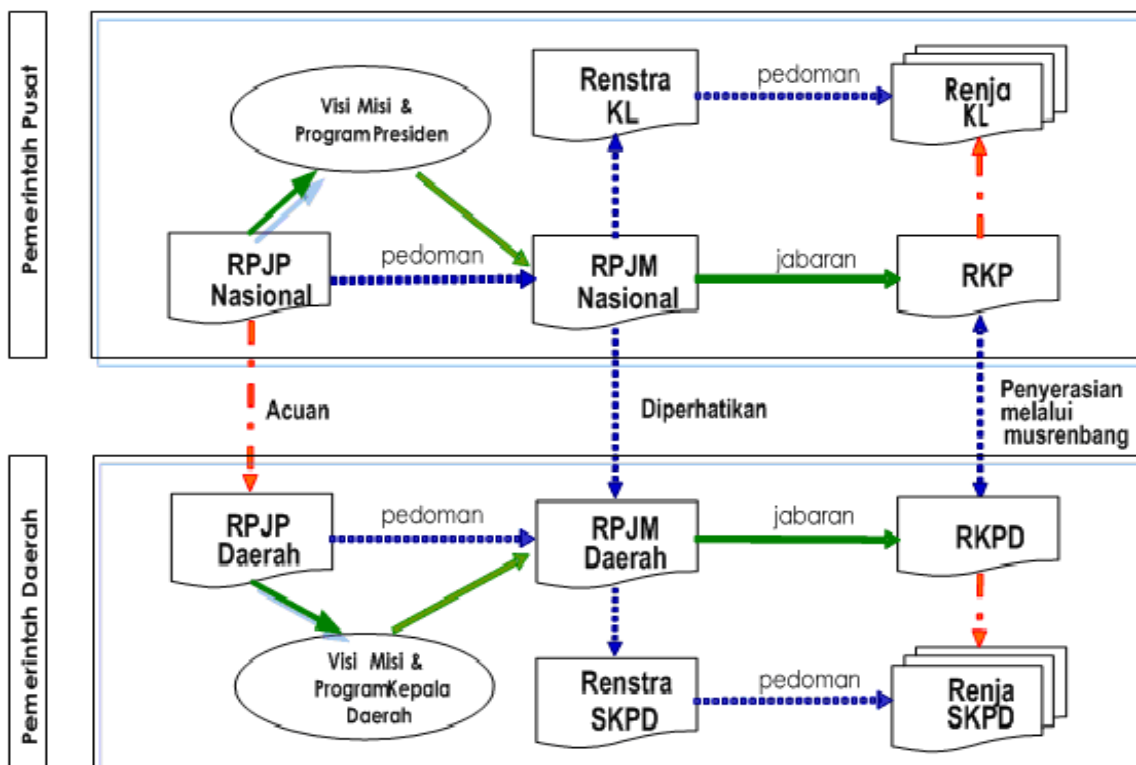 Pemerintah Pusat
Visi Misi &
Program Presiden
Renstra
KL
pedoman
Renja
KL
RPJP
Nasional
pedoman
RPJM
Nasional
jabaran
RKP
Acuan
Diperhatikan
Penyerasian
melalui
musrenbang
Pemerintah Daerah
RPJP
Daerah
pedoman
RPJM
Daerah
jabaran
RKPD
Visi Misi &
ProgramKepala
Daerah
Renstra
SKPD
pedoman
Renja
SKPD